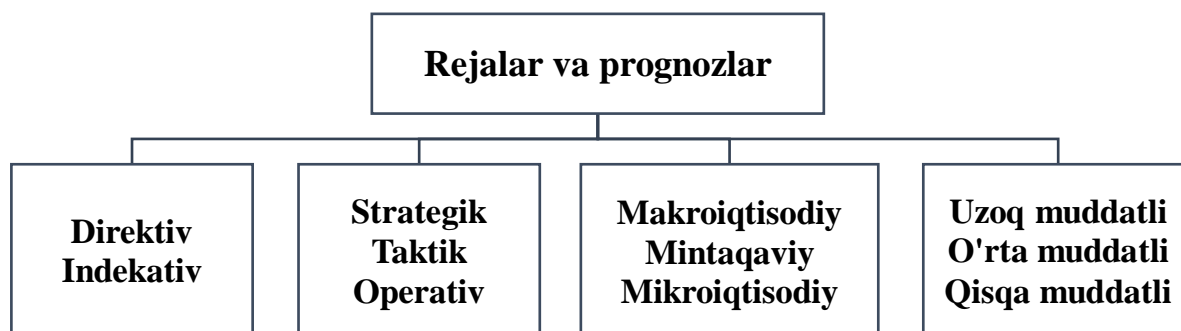 Rejalar va prognozlar
Direktiv
Indekativ
Strategik
Taktik
Operativ
Makroiqtisodiy
Mintaqaviy
Mikroiqtisodiy
Uzoq muddatli
O'rta muddatli
Qisqa muddatli